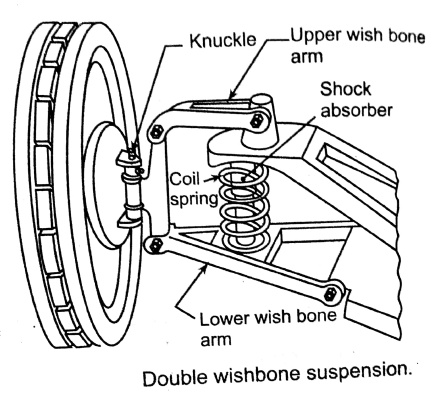 Knuckle
Upper wish bone
arm
Shock
absorber
Coil
spring
Lower wish bone
arm
Double wishbone suspension.